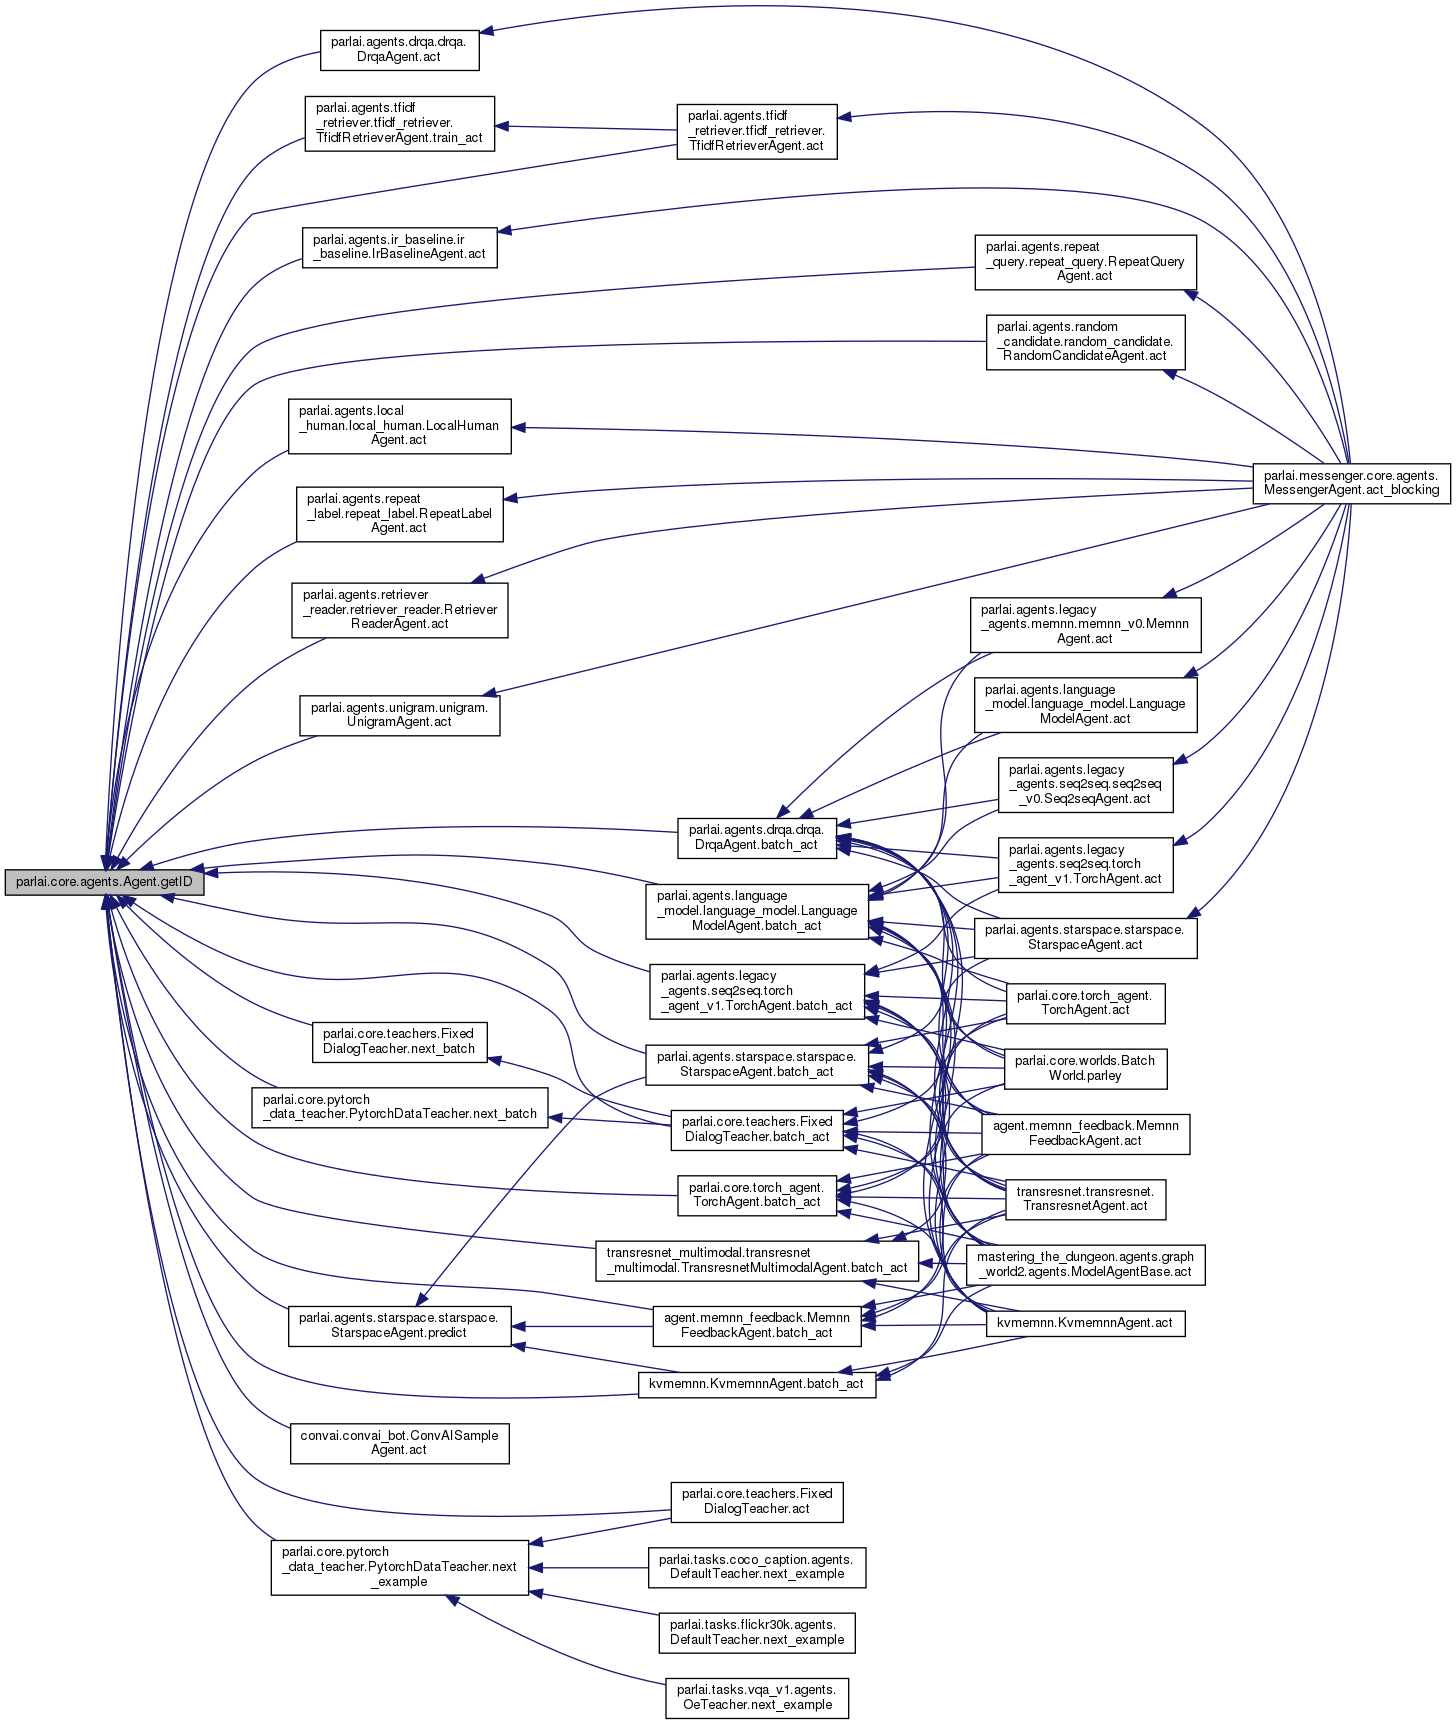 parlai.agents.drqa.drqa.
DrqaAgent.act
parlai.agents.tfidf
_retriever.tfidf_retriever.
TfidfRetrieverAgent.train_act
parlai.agents.tfidf
_retriever.tfidf_retriever.
TfidfRetrieverAgent.act
parlai.agents.ir_baseline.ir
_baseline.IrBaselineAgent.act
parlai.agents.repeat
_query.repeat_query.RepeatQuery
Agent.act
parlai.agents.random
_candidate.random_candidate.
RandomCandidateAgent.act
parlai.agents.local
_human.local_human.LocalHuman
Agent.act
parlai.messenger.core.agents.
MessengerAgent.act_blocking
parlai.agents.repeat
_label.repeat_label.RepeatLabel
Agent.act
parlai.agents.retriever
_reader.retriever_reader.Retriever
ReaderAgent.act
parlai.agents.legacy
_agents.memnn.memnn_v0.Memnn
Agent.act
parlai.agents.unigram.unigram.
UnigramAgent.act
parlai.agents.language
_model.language_model.Language
ModelAgent.act
parlai.agents.legacy
_agents.seq2seq.seq2seq
_v0.Seq2seqAgent.act
parlai.agents.drqa.drqa.
DrqaAgent.batch_act
parlai.agents.legacy
_agents.seq2seq.torch
_agent_v1.TorchAgent.act
parlai.core.agents.Agent.getID
parlai.agents.language
_model.language_model.Language
ModelAgent.batch_act
parlai.agents.starspace.starspace.
StarspaceAgent.act
parlai.agents.legacy
_agents.seq2seq.torch
_agent_v1.TorchAgent.batch_act
parlai.core.torch_agent.
TorchAgent.act
parlai.core.teachers.Fixed
DialogTeacher.next_batch
parlai.agents.starspace.starspace.
StarspaceAgent.batch_act
parlai.core.worlds.Batch
World.parley
parlai.core.pytorch
_data_teacher.PytorchDataTeacher.next_batch
parlai.core.teachers.Fixed
DialogTeacher.batch_act
agent.memnn_feedback.Memnn
FeedbackAgent.act
parlai.core.torch_agent.
TorchAgent.batch_act
transresnet.transresnet.
TransresnetAgent.act
transresnet_multimodal.transresnet
_multimodal.TransresnetMultimodalAgent.batch_act
mastering_the_dungeon.agents.graph
_world2.agents.ModelAgentBase.act
parlai.agents.starspace.starspace.
StarspaceAgent.predict
agent.memnn_feedback.Memnn
FeedbackAgent.batch_act
kvmemnn.KvmemnnAgent.act
kvmemnn.KvmemnnAgent.batch_act
convai.convai_bot.ConvAISample
Agent.act
parlai.core.teachers.Fixed
DialogTeacher.act
parlai.core.pytorch
_data_teacher.PytorchDataTeacher.next
_example
parlai.tasks.coco_caption.agents.
DefaultTeacher.next_example
parlai.tasks.flickr30k.agents.
DefaultTeacher.next_example
parlai.tasks.vqa_v1.agents.
OeTeacher.next_example